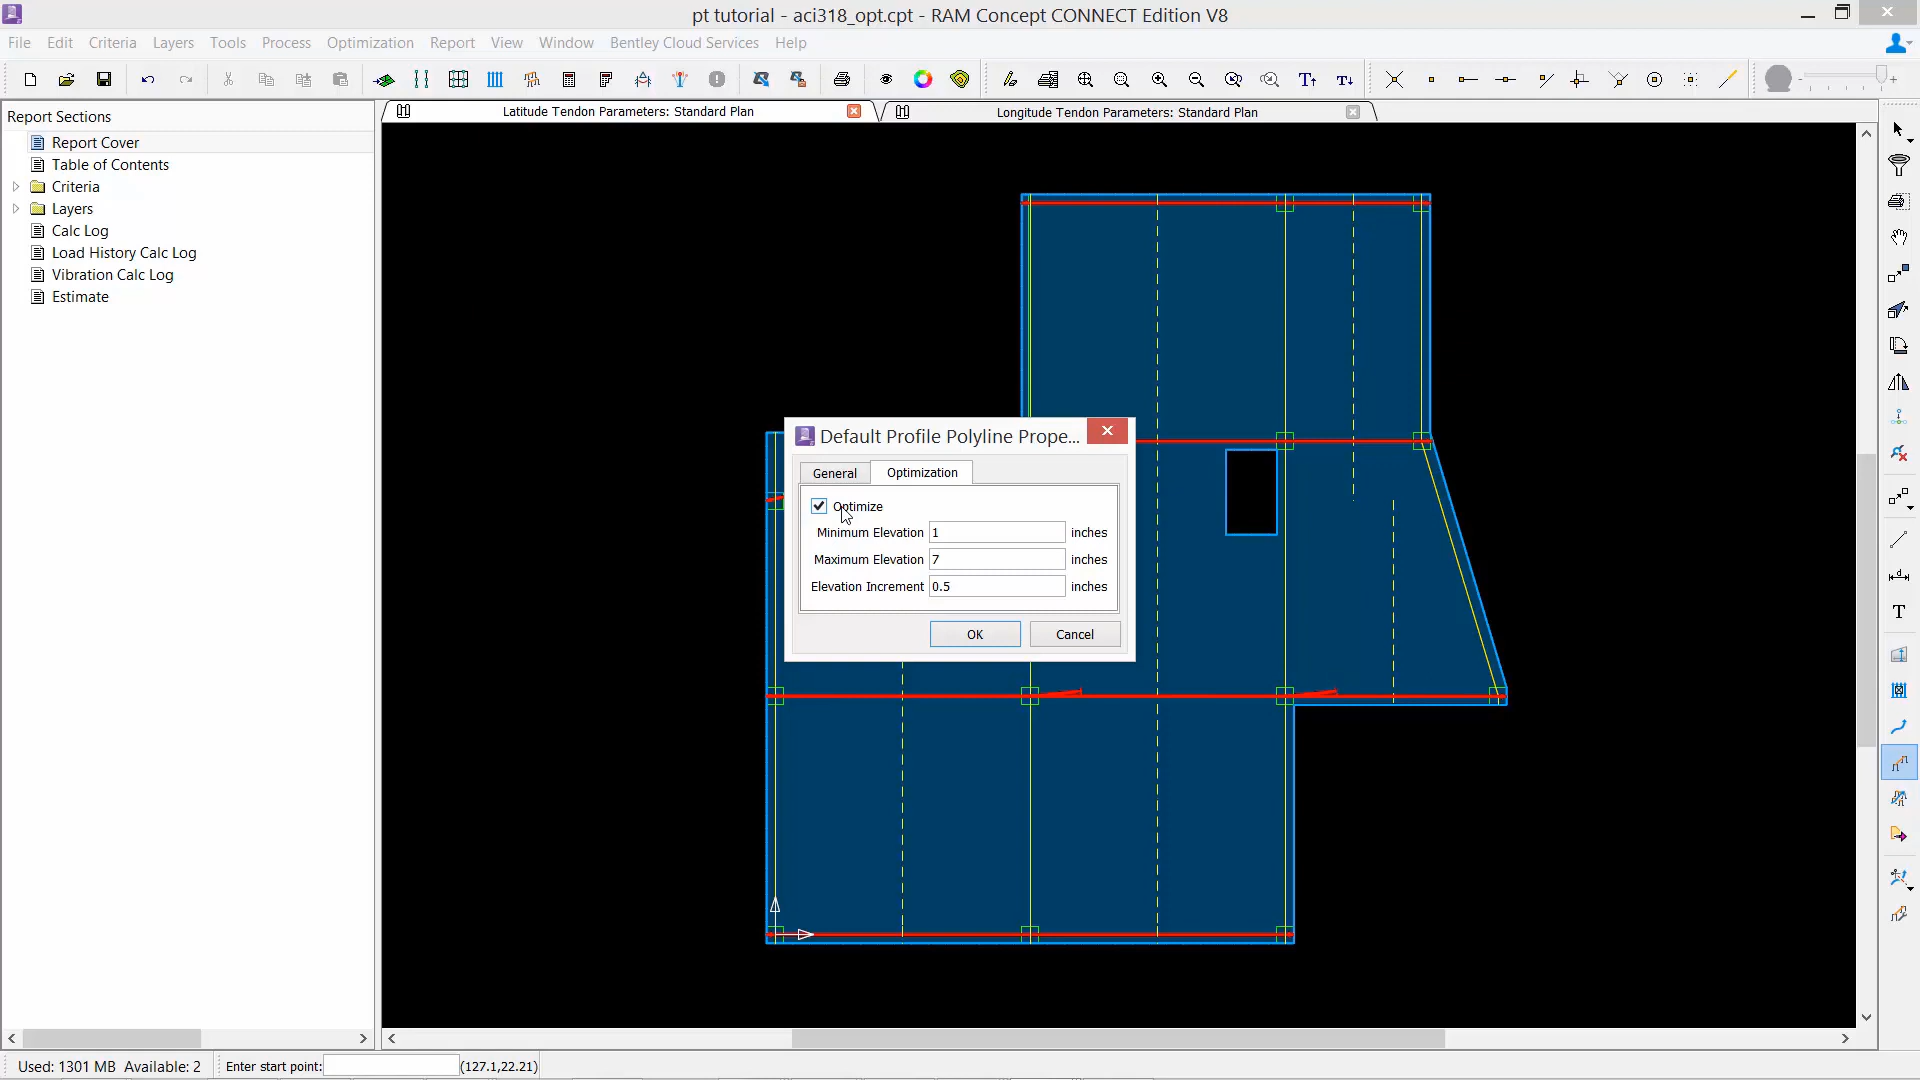 pt tutorial - aci318_opt.cpt - RAM Concept CONNECT Edition V8
File Edit Criteria Layers Tools Process Optimization Report View Window Bentley Cloud Services Help
Report Sections
Report Cover
Table of Contents
Criteria
Layers
Calc Log
Load History Calc Log
Vibration Calc Log
Estimate
Latitude Tendon Parameters: Standard Plan
Longitude Tendon Parameters: Standard Plan
Default Profile Polyline Prope...
General Optimization
Optimize
Minimum Elevation 1 inches
Maximum Elevation 7 inches
Elevation Increment 0.5 inches
OK Cancel
Used: 1301 MB Available: 2 Enter start point: (127.1,22.21)